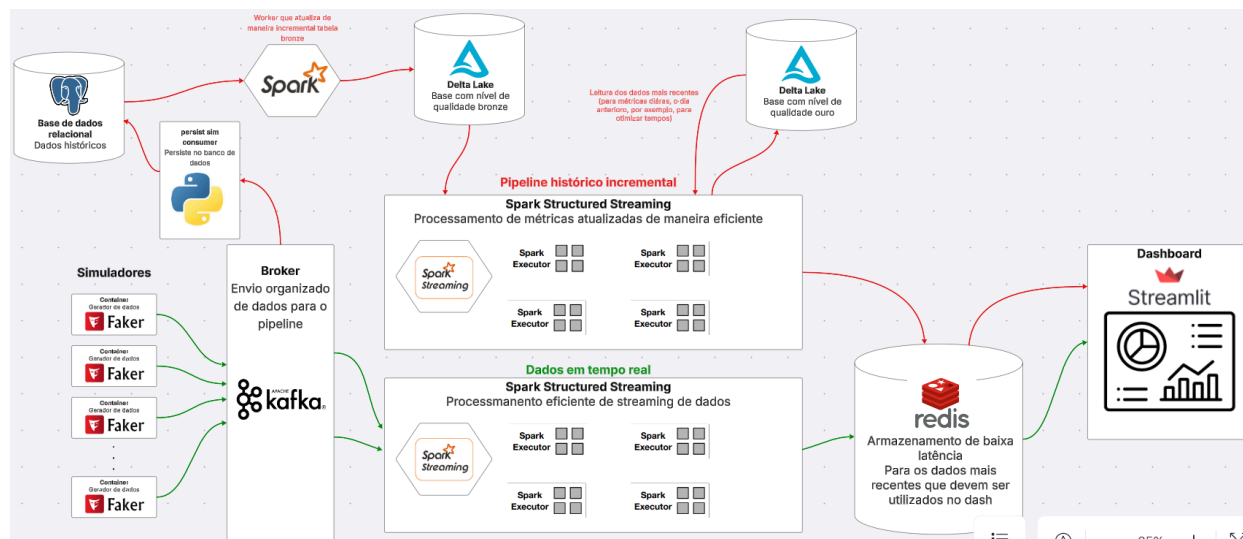 Worker que atualiza de
maneira incremental tabela
bronze
Spark
Delta Lake
Base com nível de
qualidade bronze
Delta Lake
Base com nível de
qualidade ouro
Leitura dos dados mais recentes
(para métricas diáras, o dia
anterioro, por exemplo, para
otimizar tempos)
Base de dados
relacional
Dados históricos
persist sim
consumer
Persiste no banco de
dados
Pipeline histórico incremental
Spark Structured Streaming
Processamento de métricas atualizadas de maneira eficiente
Spark
Streaming
Spark
Executor
Spark
Executor
Spark
Executor
Spark
Executor
Simuladores
Container
Gerador de dados
Faker
Container
Gerador de dados
Faker
Container
Gerador de dados
Faker
Container
Gerador de dados
Faker
Broker
Envio organizado
de dados para o
pipeline
APACHE
kafka
Dados em tempo real
Spark Structured Streaming
Processmanento eficiente de streaming de dados
Spark
Streaming
Spark
Executor
Spark
Executor
Spark
Executor
Spark
Executor
redis
Armazenamento de baixa
latência
Para os dados mais
recentes que devem ser
utilizados no dash
Dashboard
Streamlit